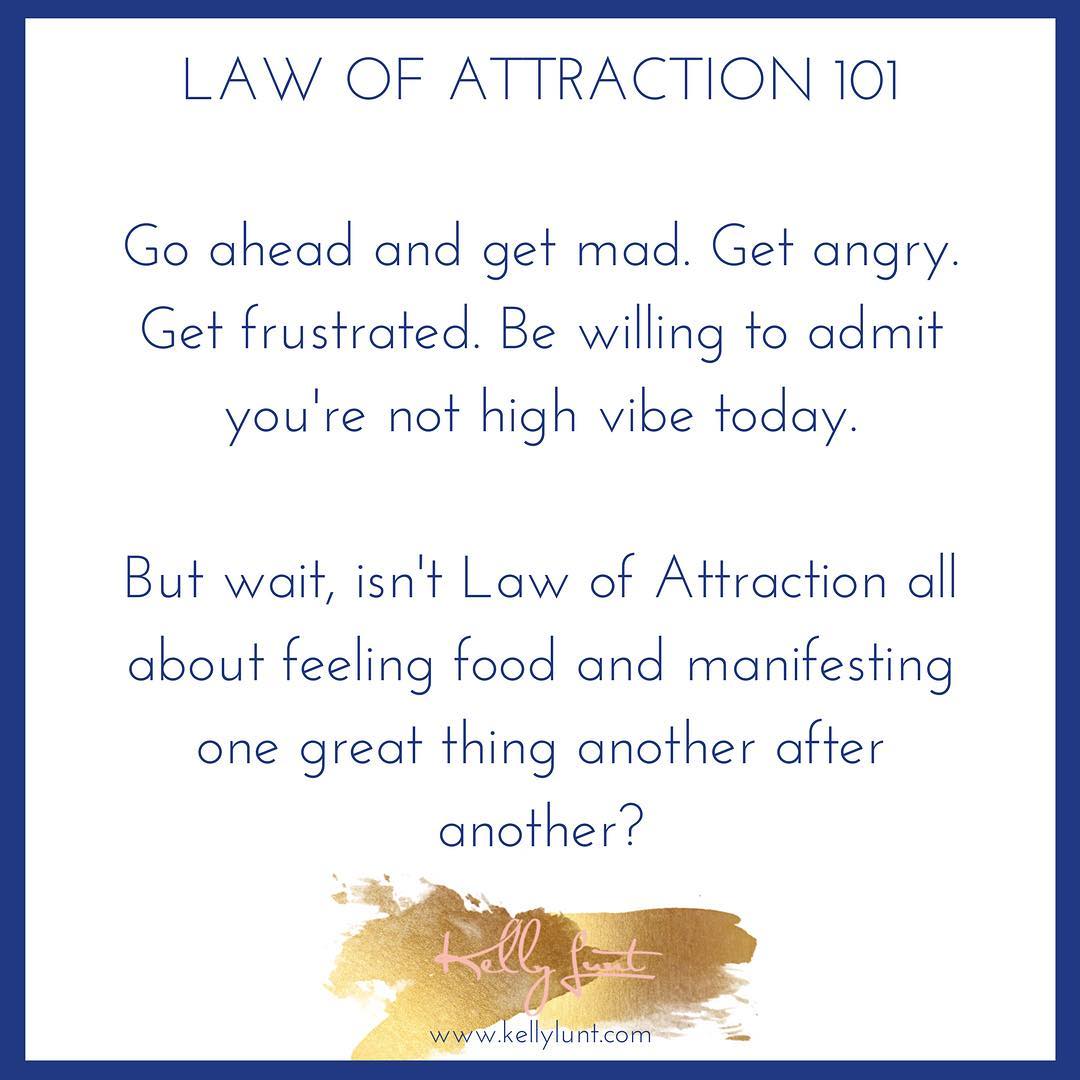 LAW OF ATTRACTION 101
Go ahead and get mad. Get angry.
Get frustrated. Be willing to admit
you're not high vibe today.
But wait, isn't Law of Attraction all
about feeling food and manifesting
one great thing another after
another?
Kelly Lunt
www.kellylunt.com